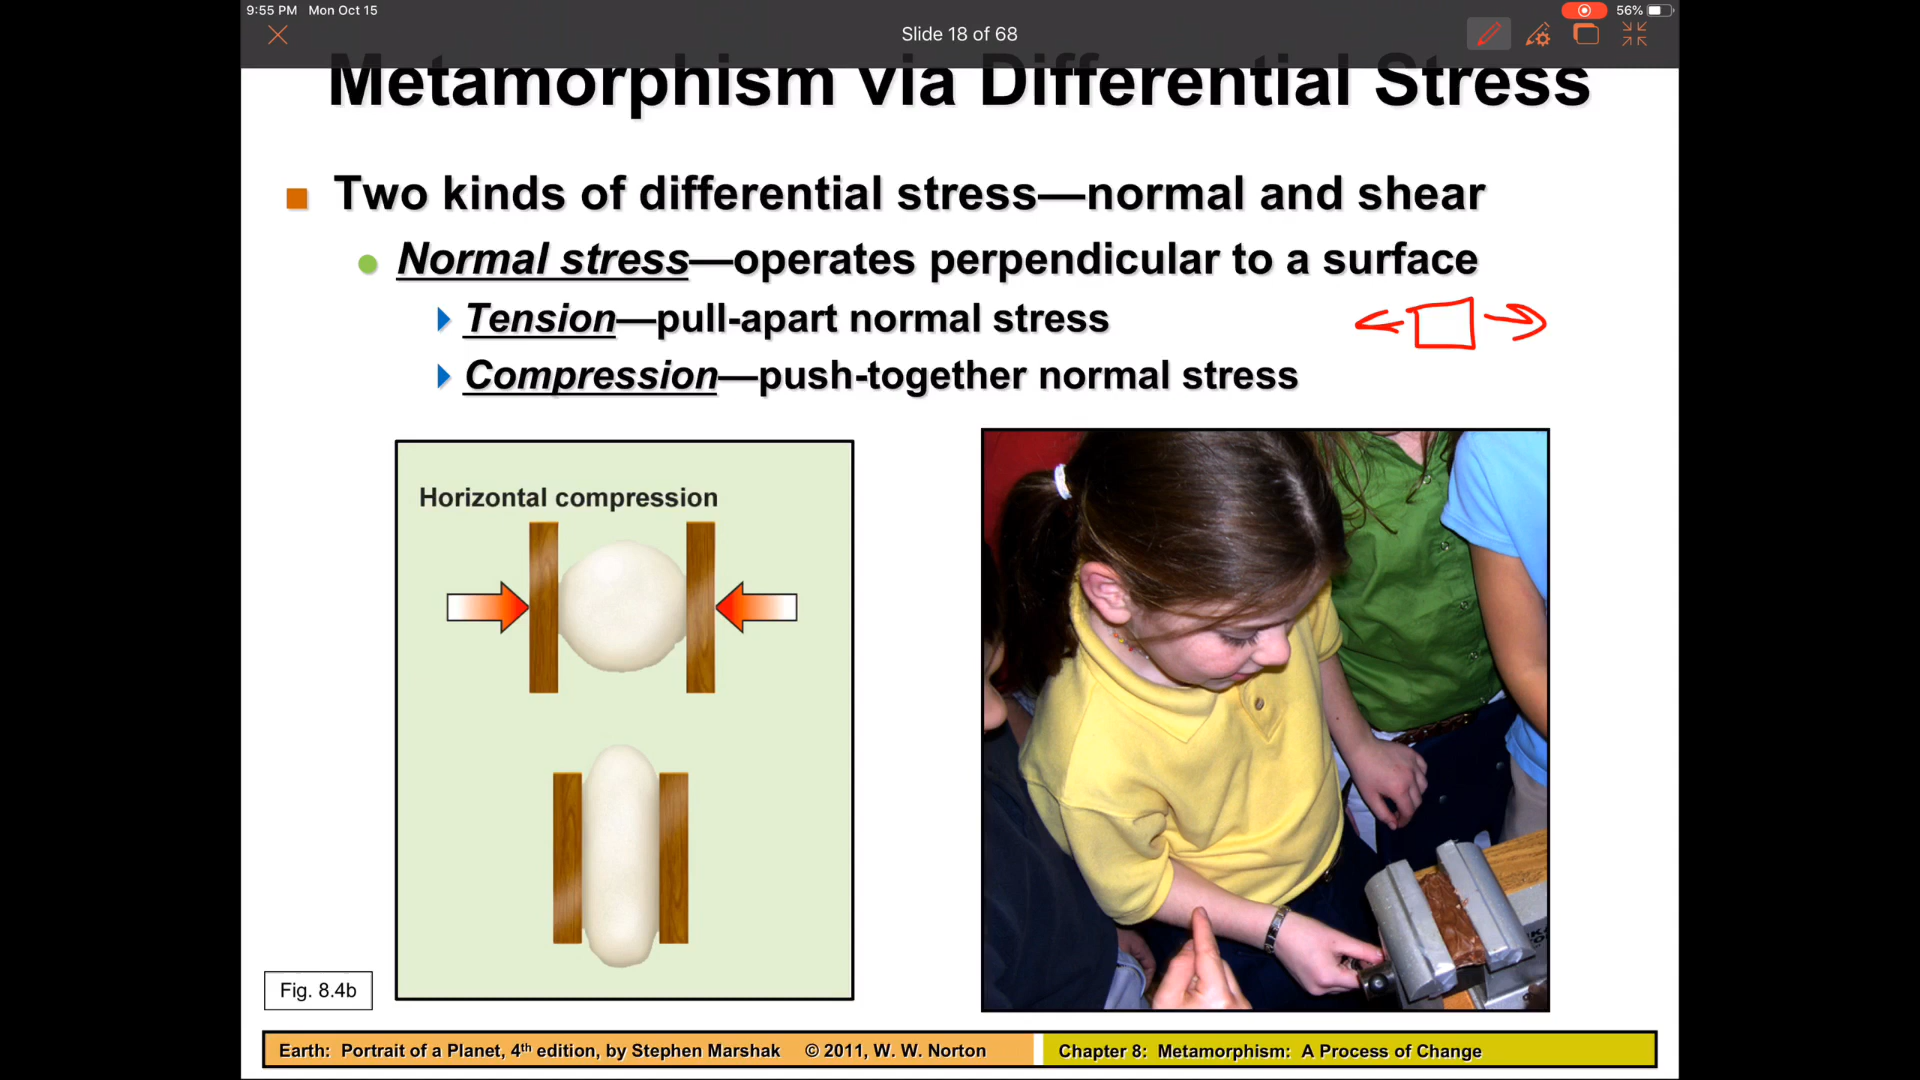 9:55 PM Mon Oct 15
56%
Slide 18 of 68
Metamorphism via Differential Stress
Two kinds of differential stress—normal and shear
Normal stress—operates perpendicular to a surface
Tension—pull-apart normal stress
Compression—push-together normal stress
Horizontal compression
Fig. 8.4b
Earth: Portrait of a Planet, 4th edition, by Stephen Marshak © 2011, W. W. Norton
Chapter 8: Metamorphism: A Process of Change